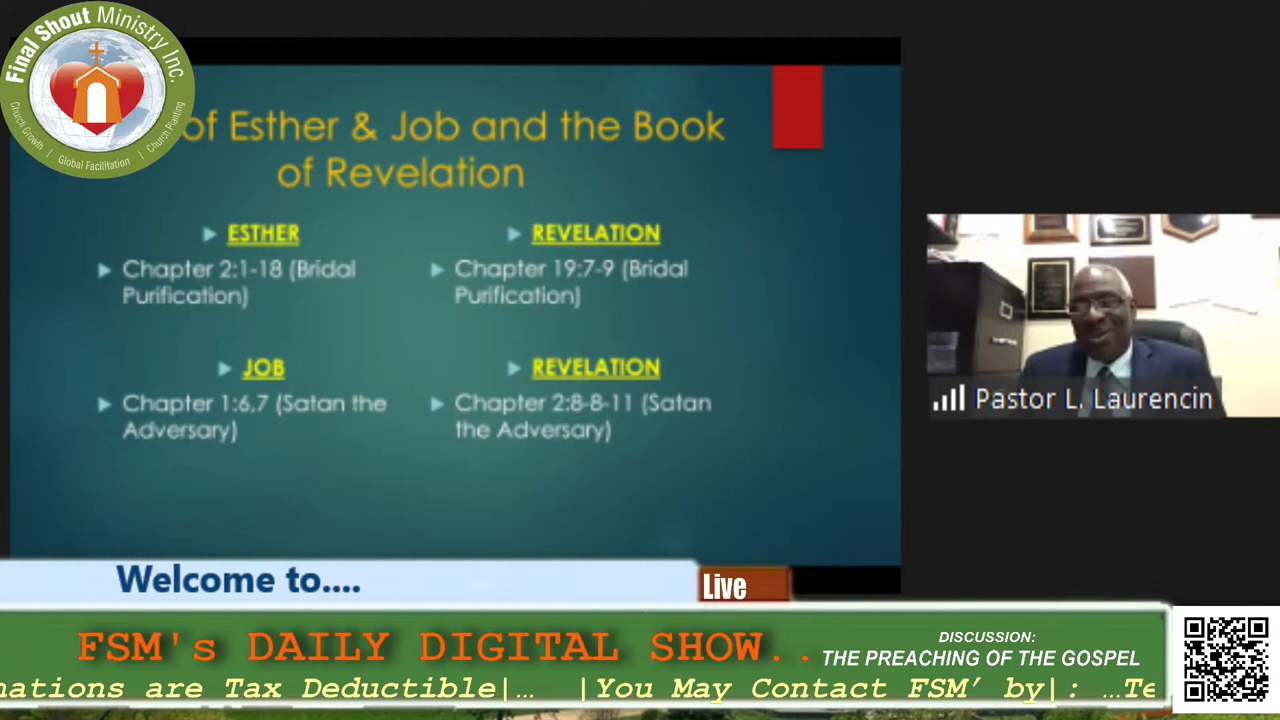 Final Shout Ministry Inc.
Church Growth | Global Facilitation | Church Planting
of Esther & Job and the Book
of Revelation
ESTHER
Chapter 2:1-18 (Bridal
Purification)
REVELATION
Chapter 19:7-9 (Bridal
Purification)
JOB
Chapter 1:6,7 (Satan the
Adversary)
REVELATION
Chapter 2:8-8-11 (Satan
the Adversary)
Pastor L. Laurencin
Welcome to....
Live
FSM's DAILY DIGITAL SHOW..
DISCUSSION:
THE PREACHING OF THE GOSPEL
nations are Tax Deductible|… |You May Contact FSM’ by|: …Te